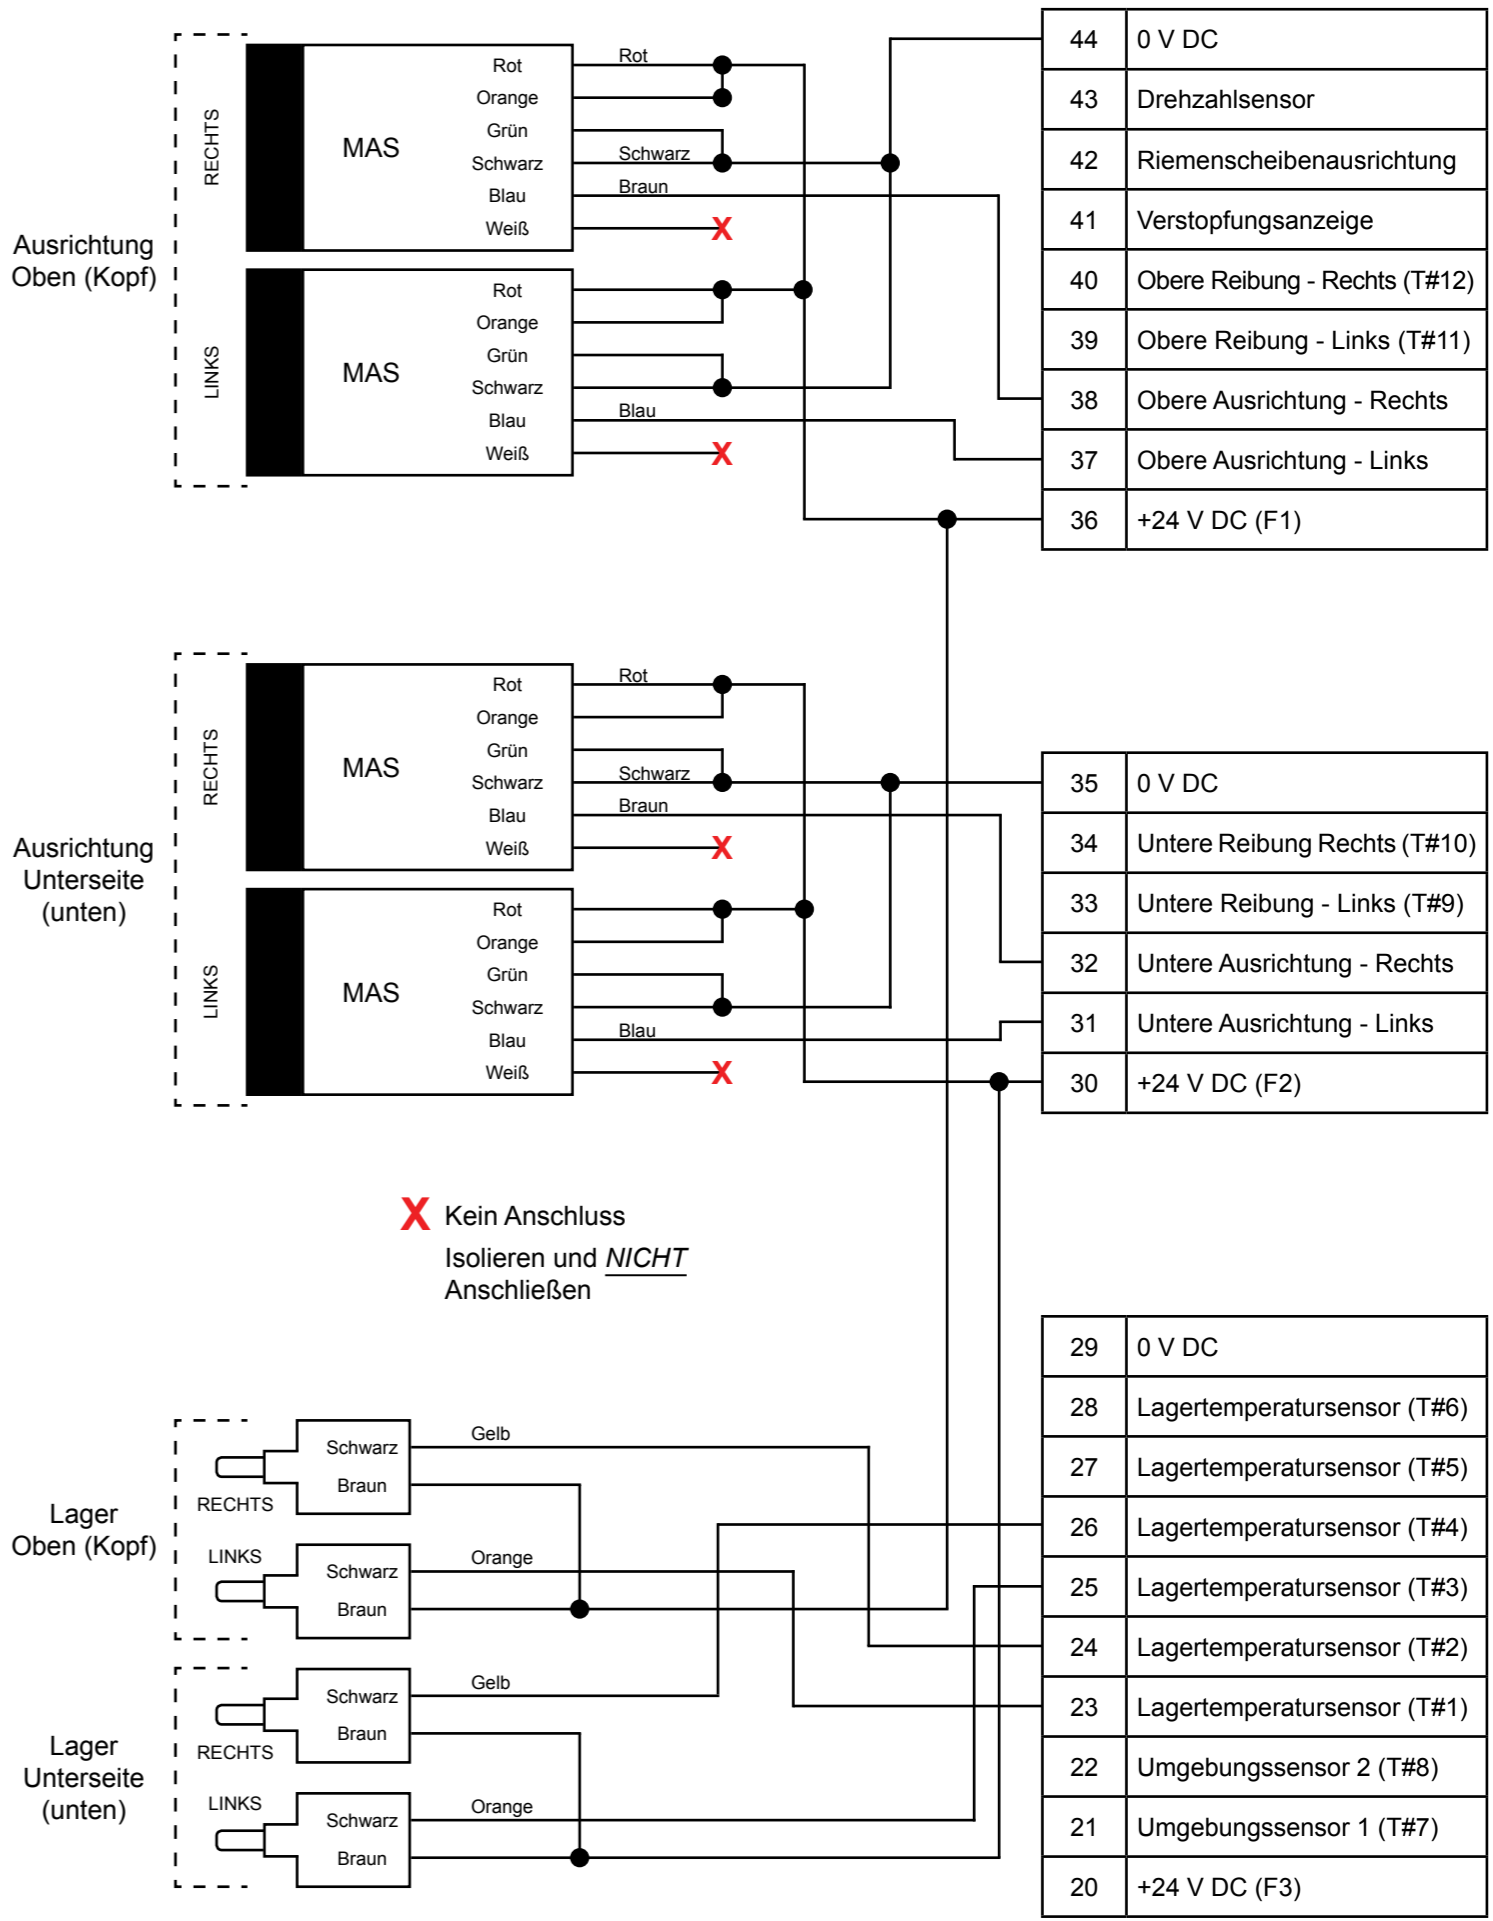 Ausrichtung
Oben (Kopf)
RECHTS
MAS
Rot
Orange
Grün
Schwarz
Blau
Weiß
Rot
Schwarz
Braun
X
LINKS
MAS
Rot
Orange
Grün
Schwarz
Blau
Weiß
Blau
X
44 0 V DC
43 Drehzahlsensor
42 Riemenscheibenausrichtung
41 Verstopfungsanzeige
40 Obere Reibung - Rechts (T#12)
39 Obere Reibung - Links (T#11)
38 Obere Ausrichtung - Rechts
37 Obere Ausrichtung - Links
36 +24 V DC (F1)
Ausrichtung
Unterseite
(unten)
RECHTS
MAS
Rot
Orange
Grün
Schwarz
Blau
Weiß
Rot
Schwarz
Braun
X
LINKS
MAS
Rot
Orange
Grün
Schwarz
Blau
Weiß
Blau
X
35 0 V DC
34 Untere Reibung Rechts (T#10)
33 Untere Reibung - Links (T#9)
32 Untere Ausrichtung - Rechts
31 Untere Ausrichtung - Links
30 +24 V DC (F2)
X Kein Anschluss
Isolieren und NICHT
Anschließen
Lager
Oben (Kopf)
RECHTS
Schwarz
Braun
Gelb
LINKS
Schwarz
Braun
Orange
Lager
Unterseite
(unten)
RECHTS
Schwarz
Braun
Gelb
LINKS
Schwarz
Braun
Orange
29 0 V DC
28 Lagertemperatursensor (T#6)
27 Lagertemperatursensor (T#5)
26 Lagertemperatursensor (T#4)
25 Lagertemperatursensor (T#3)
24 Lagertemperatursensor (T#2)
23 Lagertemperatursensor (T#1)
22 Umgebungssensor 2 (T#8)
21 Umgebungssensor 1 (T#7)
20 +24 V DC (F3)